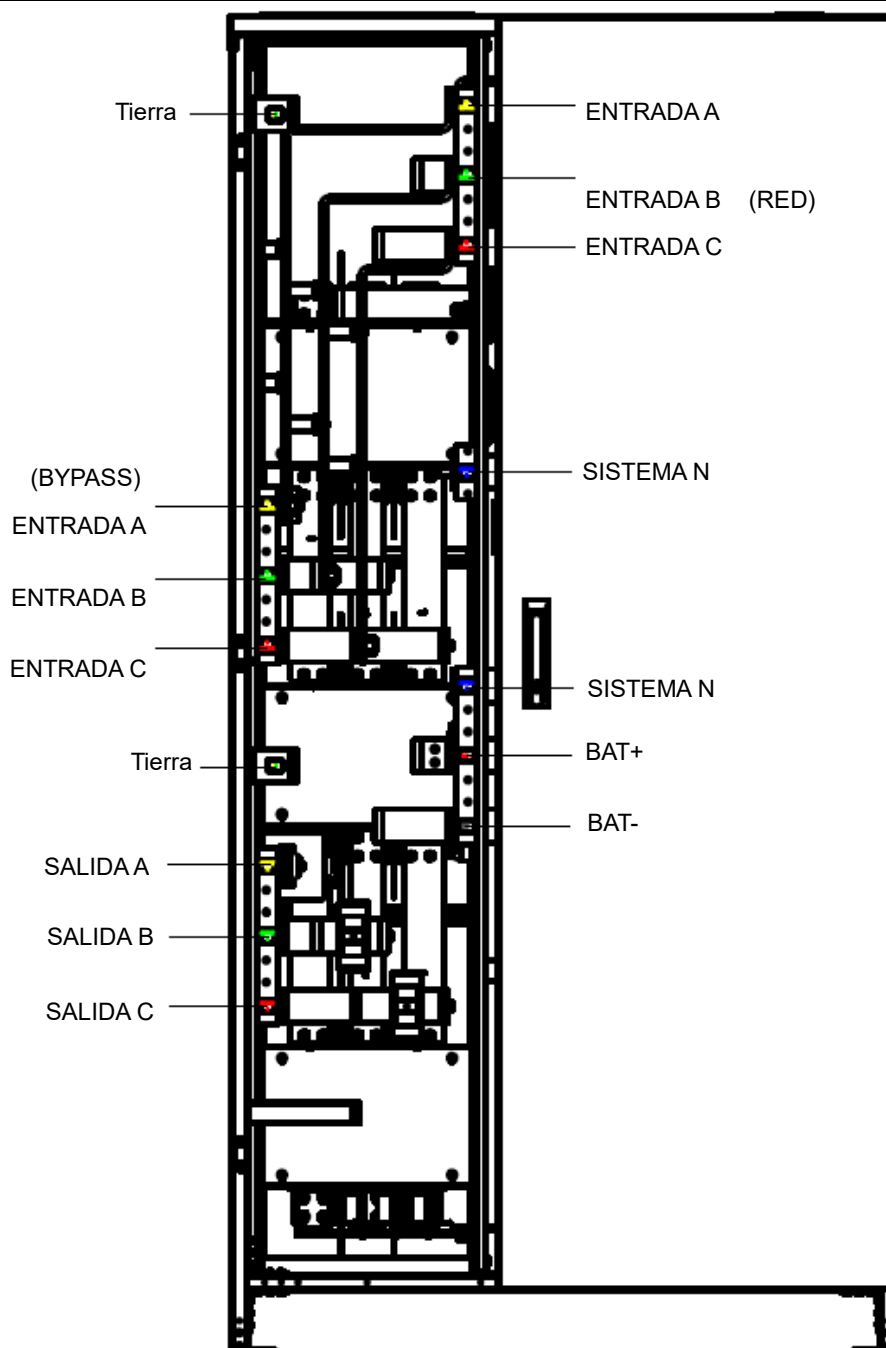 Tierra
ENTRADA A
ENTRADA B (RED)
ENTRADA C
SISTEMA N
(BYPASS)
ENTRADA A
ENTRADA B
ENTRADA C
SISTEMA N
BAT+
Tierra
BAT-
SALIDA A
SALIDA B
SALIDA C